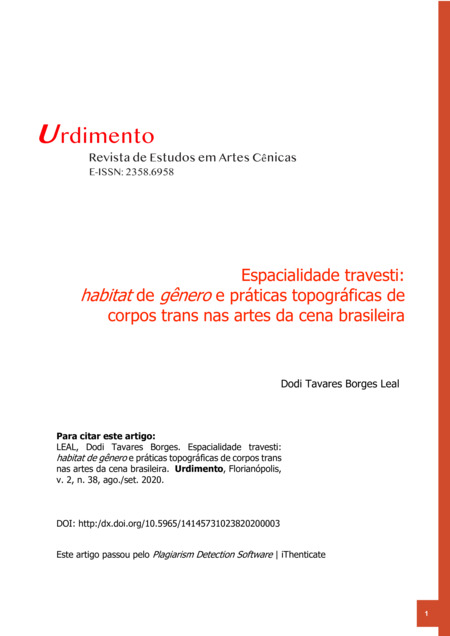 Urdimento
Revista de Estudos em Artes Cênicas
E-ISSN: 2358.6958
Espacialidade travesti:
habitat de gênero e práticas topográficas de
corpos trans nas artes da cena brasileira
Dodi Tavares Borges Leal
Para citar este artigo:
LEAL, Dodi Tavares Borges. Espacialidade travesti:
habitat de gênero e práticas topográficas de corpos trans
nas artes da cena brasileira. Urdimento, Florianópolis,
v. 2, n. 38, ago./set. 2020.
DOI: http:/dx.doi.org/10.5965/14145731023820200003
Este artigo passou pelo Plagiarism Detection Software | iThenticate
1